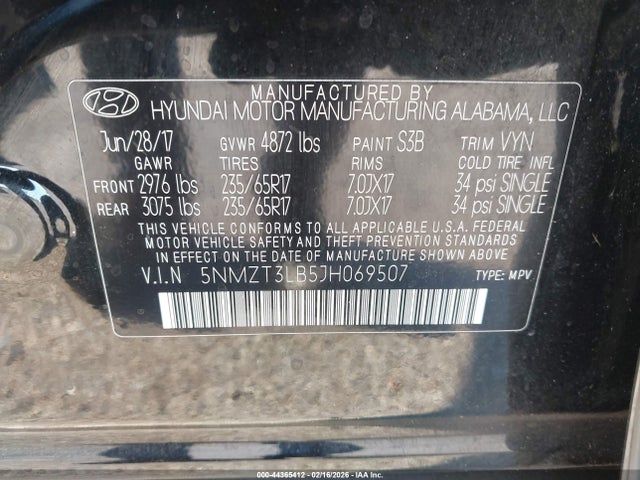 MANUFACTURED BY
HYUNDAI MOTOR MANUFACTURING ALABAMA, LLC
Jun/28/17 GVWR 4872 lbs PAINT S3B TRIM VYN
GAWR TIRES RIMS COLD TIRE INFL
FRONT 2976 lbs 235/65R17 7.0JX17 34 psi SINGLE
REAR 3075 lbs 235/65R17 7.0JX17 34 psi SINGLE
THIS VEHICLE CONFORMS TO ALL APPLICABLE U.S. FEDERAL
MOTOR VEHICLE SAFETY AND THEFT PREVENTION STANDARDS
IN EFFECT ON THE DATE OF MANUFACTURE SHOWN ABOVE.
V.I.N 5NMZT3LB5JH069507 TYPE: MPV
000-44365412 - 02/16/2026 - IAA Inc.